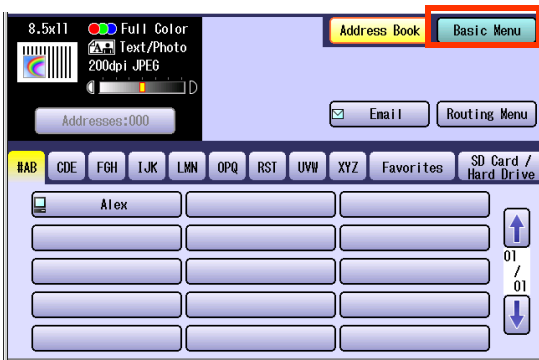 8.5x11 Full Color
Text/Photo
200dpi JPEG
Addresses:000
Address Book
Basic Menu
Email
Routing Menu
#AB CDE FGH IJK LMN OPQ RST UVW XYZ Favorites SD Card /
Hard Drive
Alex
01
/
01